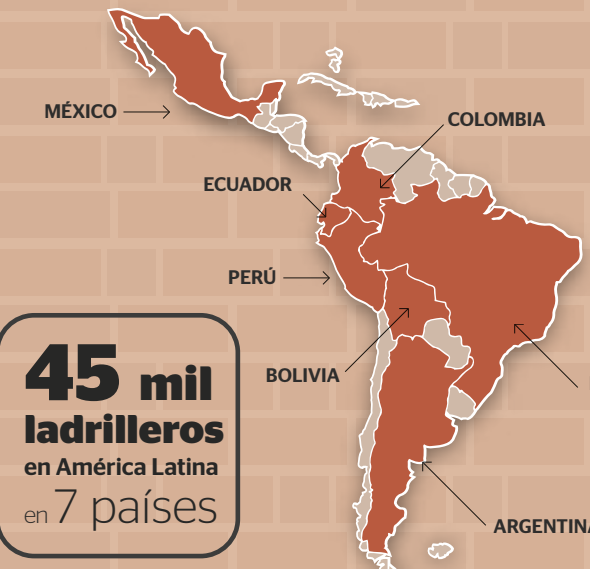 MÉXICO
COLOMBIA
ECUADOR
PERÚ
BOLIVIA
ARGENTINA
45 mil
ladrilleros
en América Latina
en 7 países